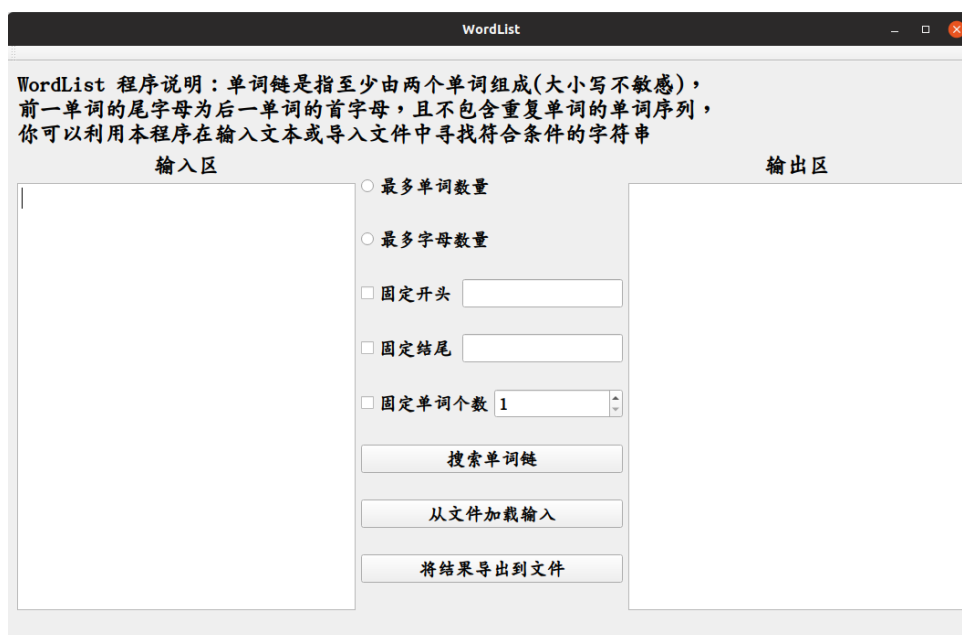 WordList
WordList 程序说明：单词链是指至少由两个单词组成(大小写不敏感)，
前一单词的尾字母为后一单词的首字母，且不包含重复单词的单词序列，
你可以利用本程序在输入文本或导入文件中寻找符合条件的字符串
输入区
输出区
最多单词数量
最多字母数量
固定开头
固定结尾
固定单词个数 1
搜索单词链
从文件加载输入
将结果导出到文件